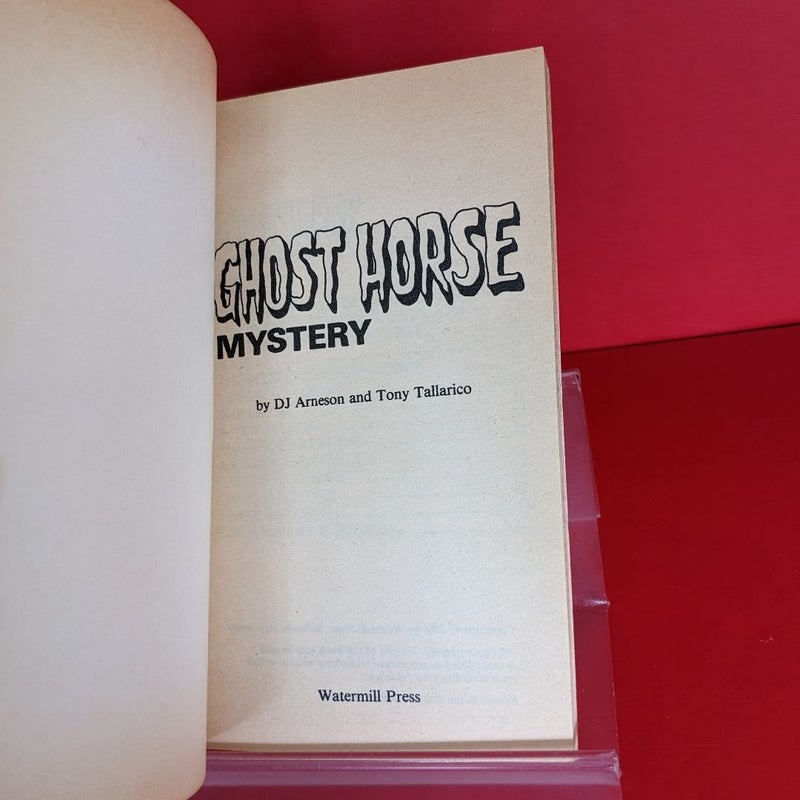 GHOST HORSE
MYSTERY
by DJ Arneson and Tony Tallarico
Watermill Press